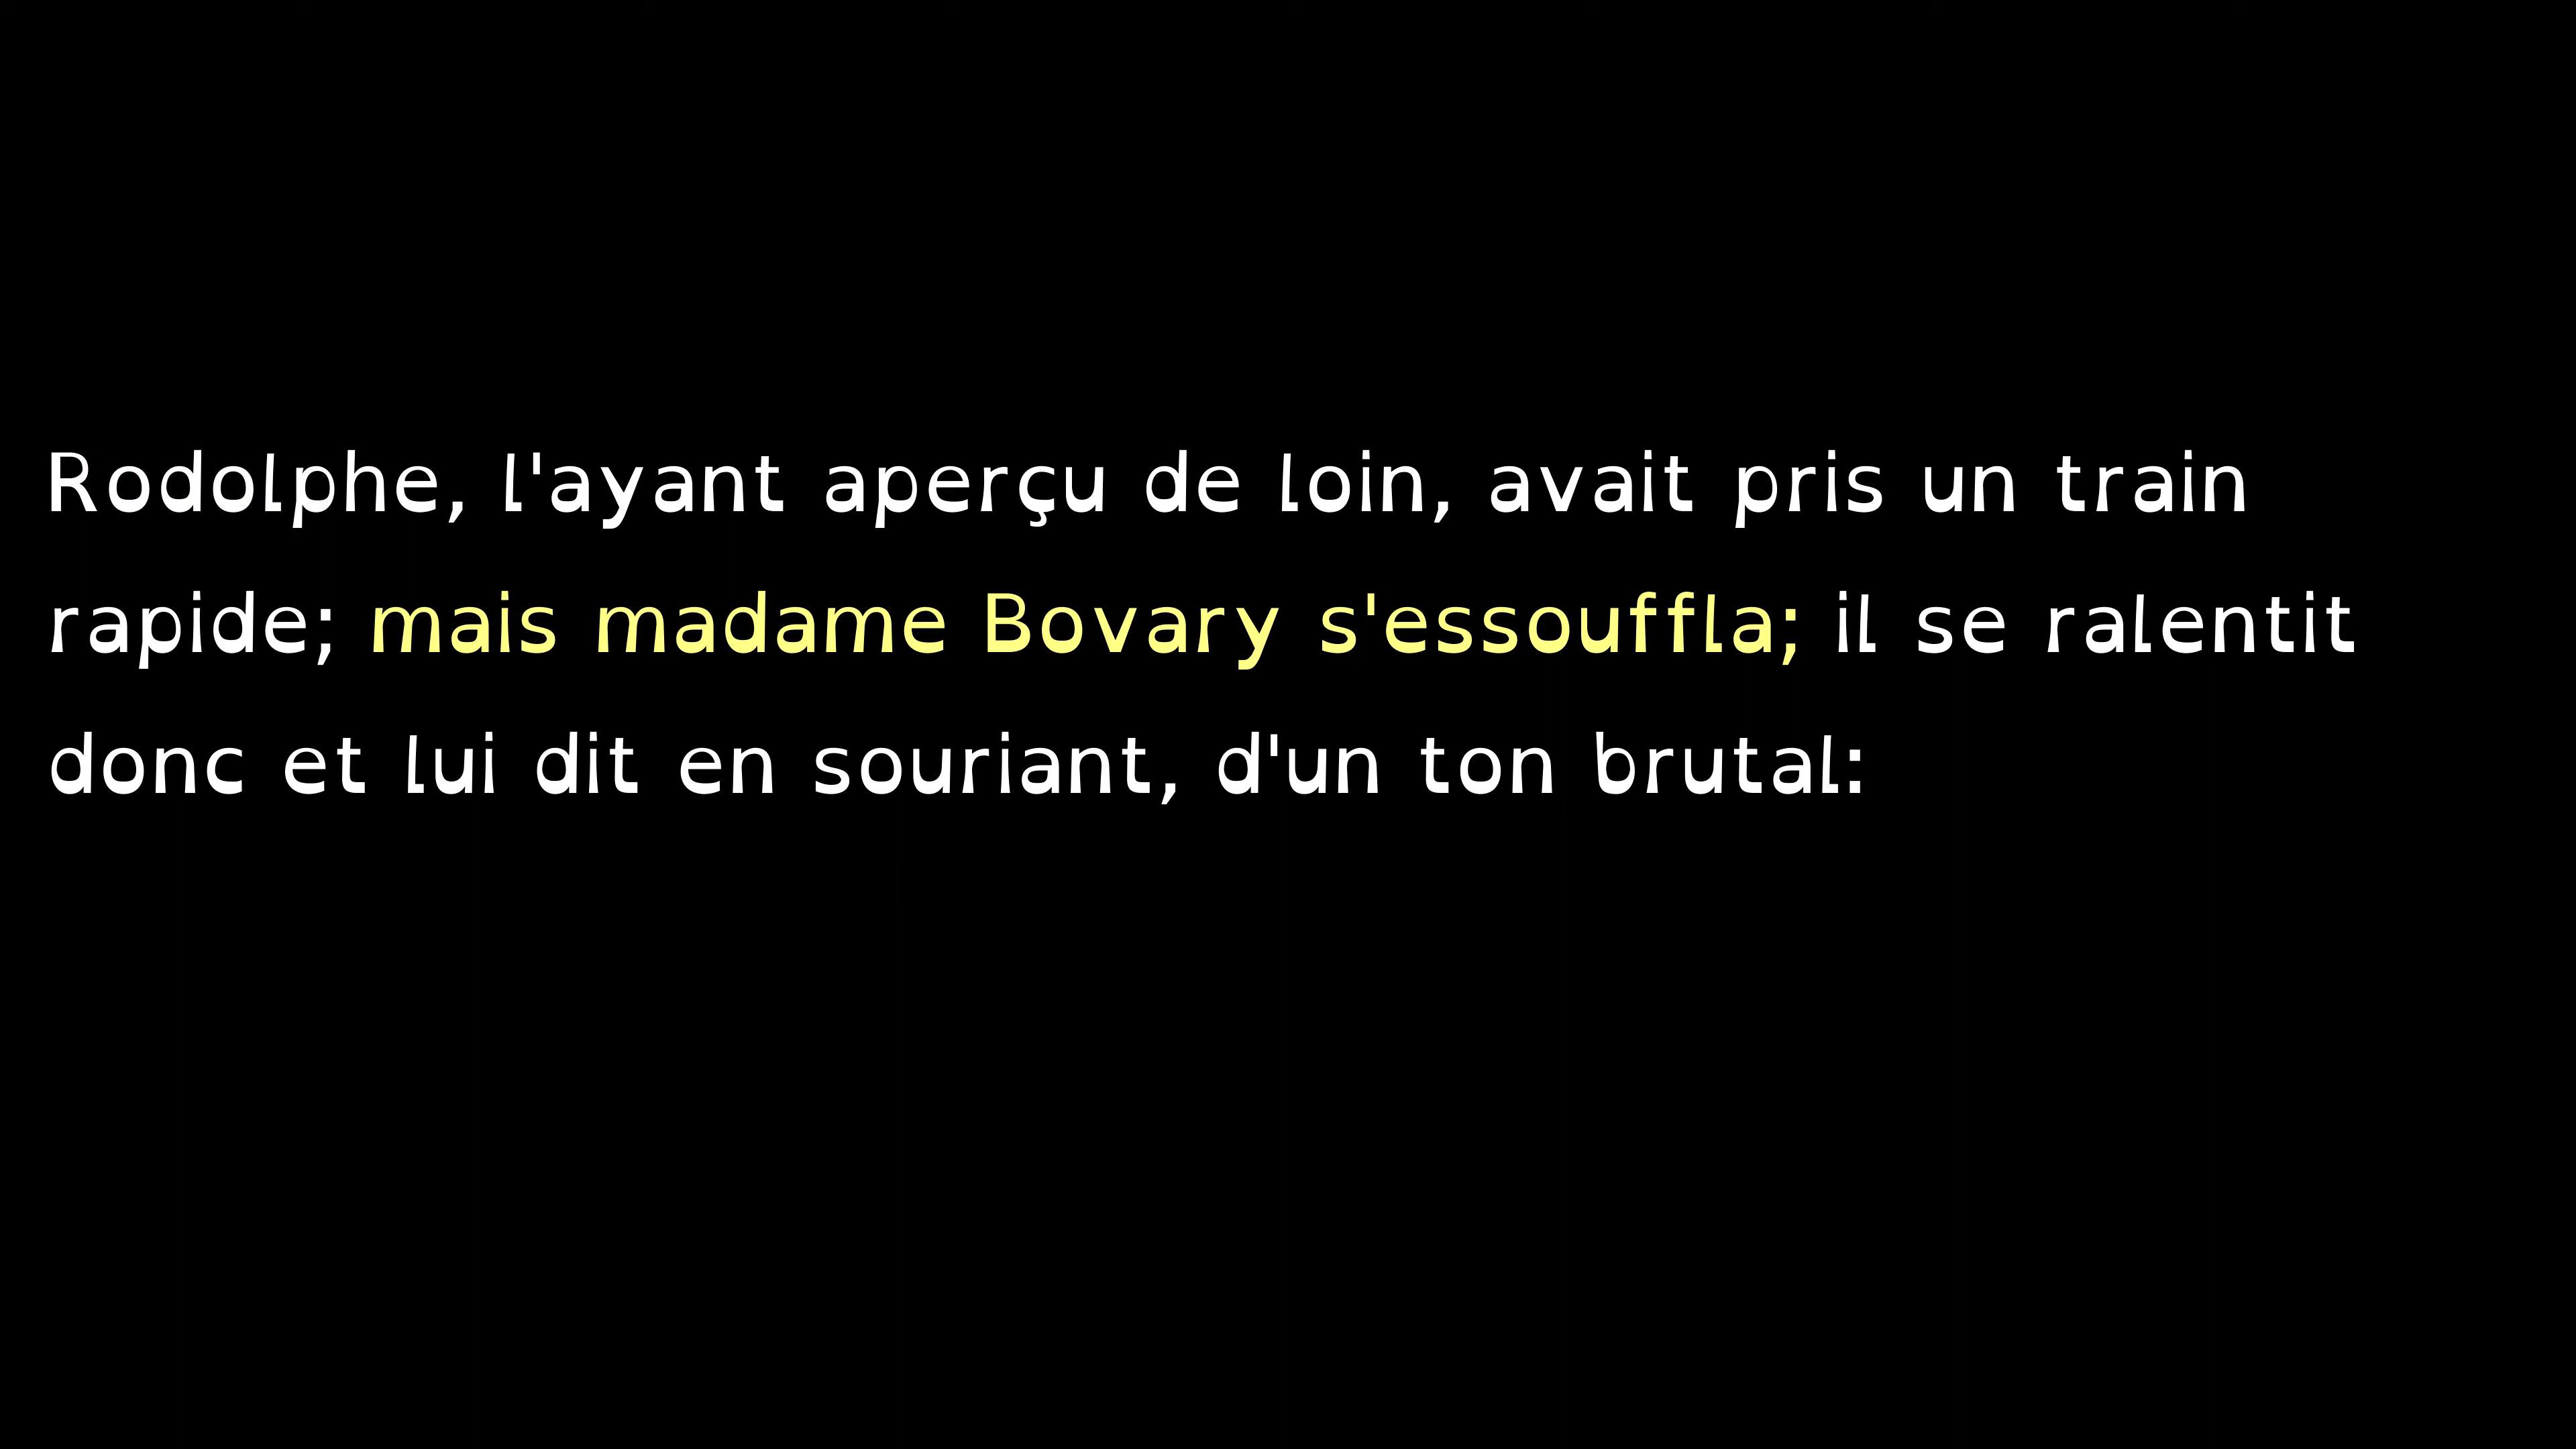 Rodolphe, l'ayant aperçu de loin, avait pris un train
rapide; mais madame Bovary s'essouffla; il se ralentit
donc et lui dit en souriant, d'un ton brutal: